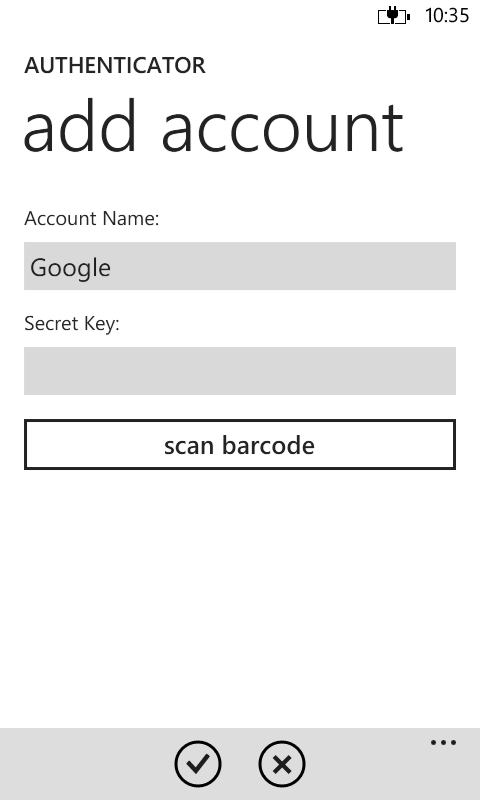 10:35
AUTHENTICATOR
add account
Account Name:
Google
Secret Key:
scan barcode